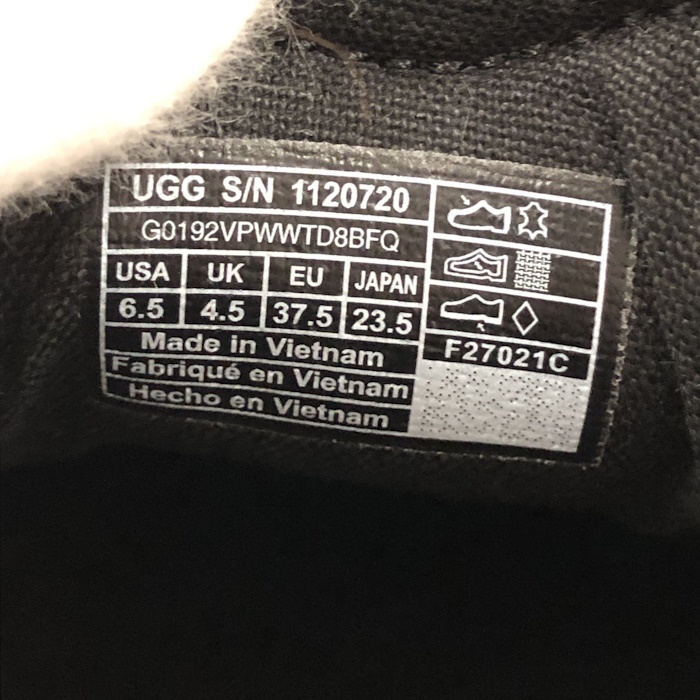 UGG S/N 1120720
G0192VPWWTD8BFQ
USA UK EU JAPAN
6.5 4.5 37.5 23.5
Made in Vietnam
Fabriqué en Vietnam
Hecho en Vietnam
F27021C